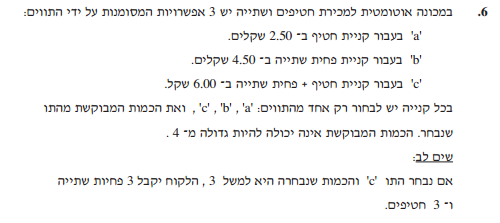 6. במכונה אוטומטית למכירת חטיפים ושתייה יש 3 אפשרויות המסומנות על ידי התווים:
'a' בעבור קניית חטיף ב־ 2.50 שקלים.
'b' בעבור קניית פחית שתייה ב־ 4.50 שקלים.
'c' בעבור קניית חטיף + פחית שתייה ב־ 6.00 שקל.
בכל קנייה יש לבחור רק אחד מהתווים: 'a' , 'b' , 'c' , ואת הכמות המבוקשת מהתו
שנבחר. הכמות המבוקשת אינה יכולה להיות גדולה מ־ 4 .
שים לב:
אם נבחר התו 'c' והכמות שנבחרה היא למשל 3 , הלקוח יקבל 3 פחיות שתייה
ו־ 3 חטיפים.